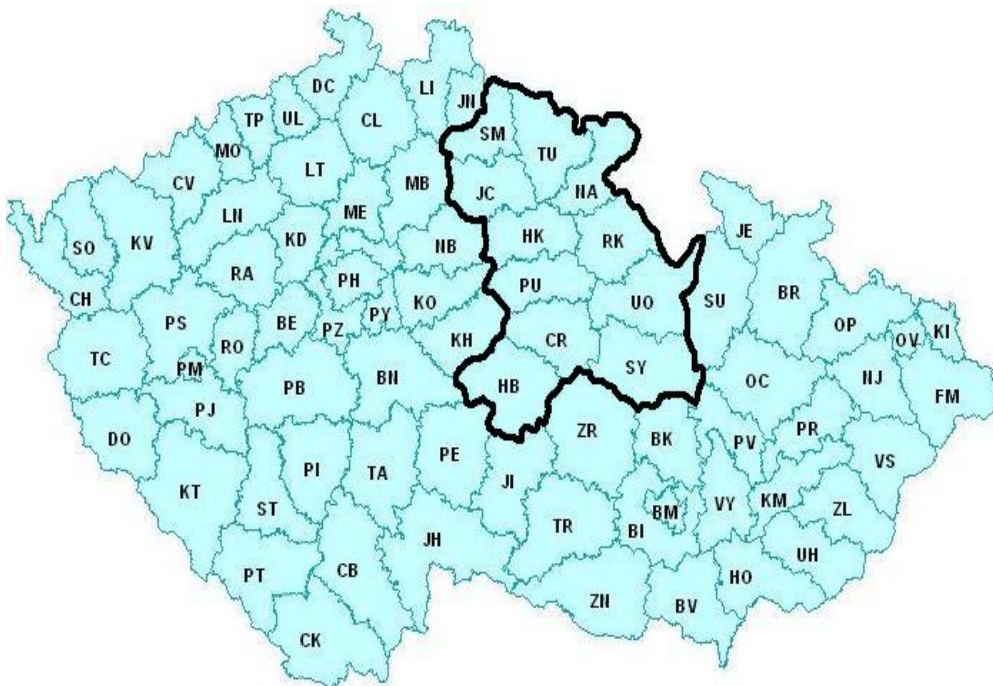 DC
LI
JN
TP
UL
CL
SM
MO
TU
CV
LT
MB
JC
NA
LN
ME
SO
KV
KD
NB
HK
RK
JE
RA
PH
PU
CH
KO
UO
SU
BR
PS
BE
PZ
PY
OP
KI
TC
RO
KH
CR
OV
PM
HB
SY
OC
NJ
PB
BN
FM
PJ
DO
ZR
BK
PV
PR
PE
VS
KT
PI
TA
JI
ST
TR
BM
VY
KM
ZL
BI
JH
UH
PT
CB
HO
ZN
BV
CK